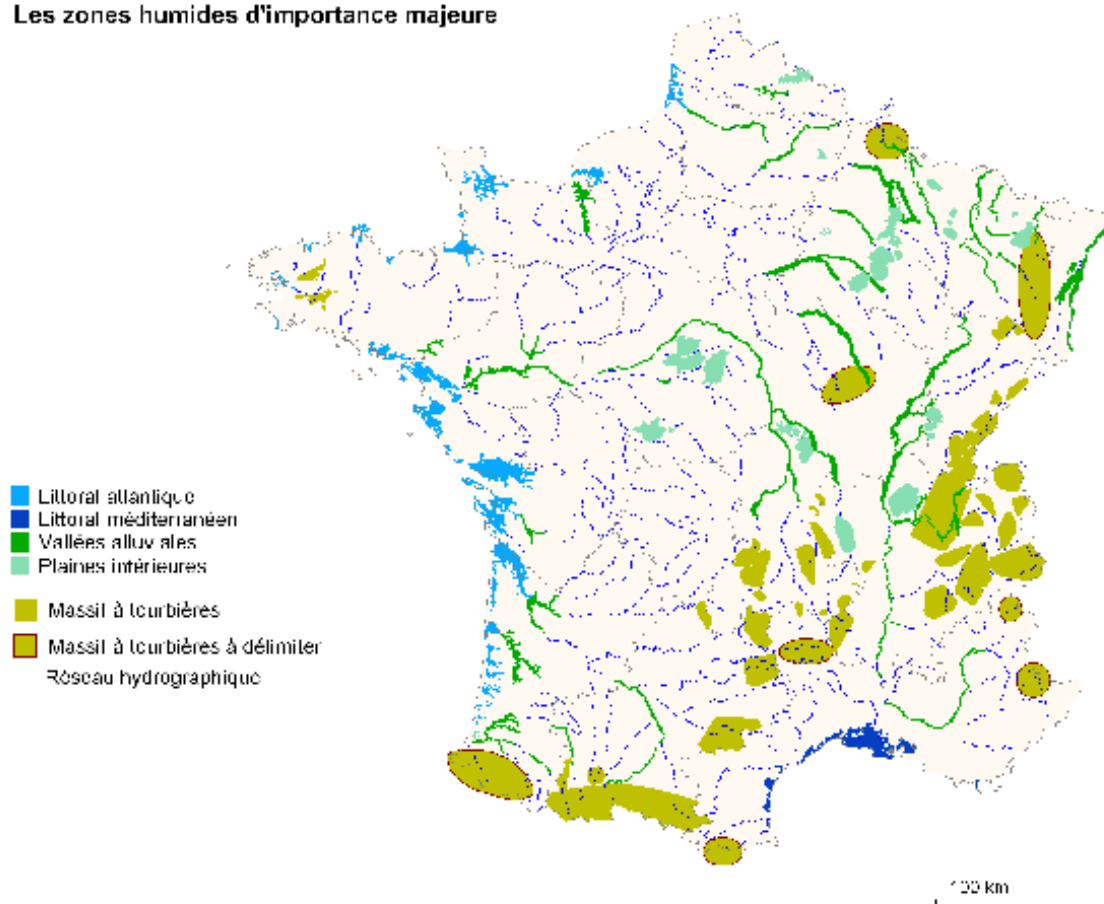 Les zones humides d'importance majeure
Littoral atlantique
Littoral méditerranéen
Vallées alluviales
Plaines intérieures
Massif à tourbières
Massif à tourbières à délimiter
Réseau hydrographique
100 km